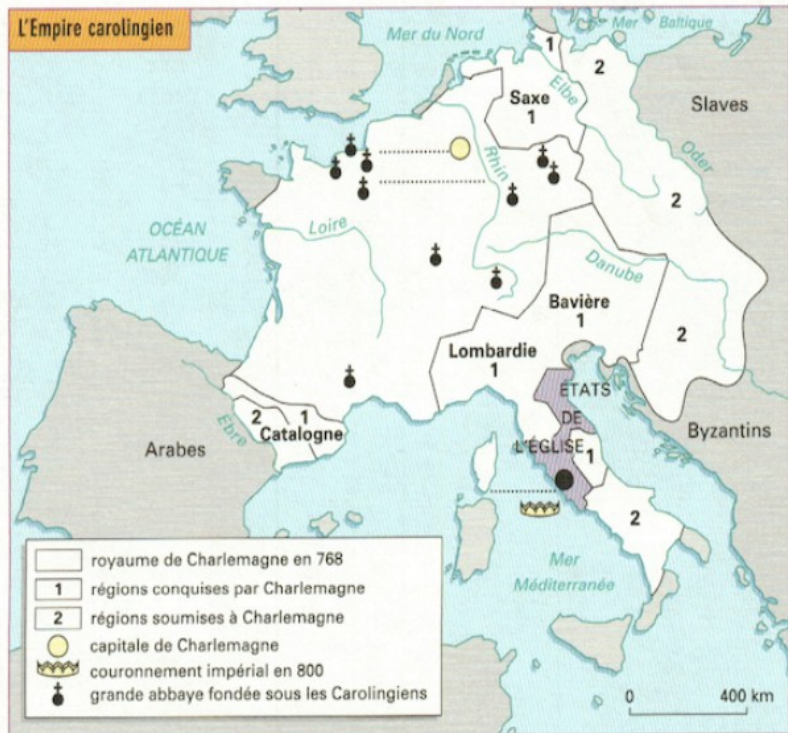 L'Empire carolingien
Mer du Nord
Mer Baltique
1
2
Saxe
1
Elbe
Slaves
Oder
Rhin
2
OCÉAN
ATLANTIQUE
Loire
Danube
Bavière
1
2
Lombardie
1
ÉTATS
DE
L'ÉGLISE
1
2
Catalogne
1
2
Ebre
Arabes
Byzantins
Mer
Méditerranée
royaume de Charlemagne en 768
1 régions conquises par Charlemagne
2 régions soumises à Charlemagne
capitale de Charlemagne
couronnement impérial en 800
grande abbaye fondée sous les Carolingiens
0 400 km